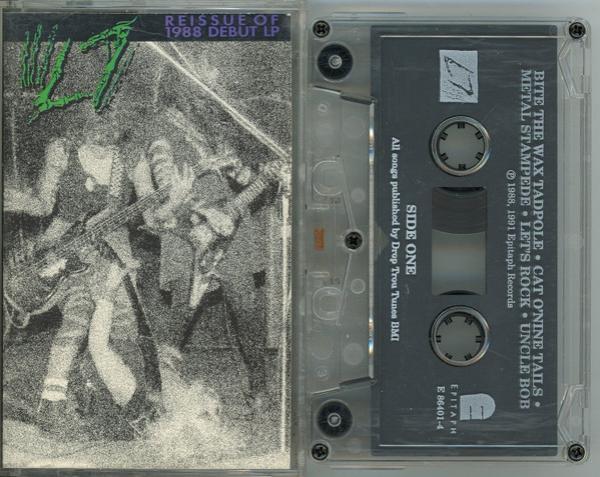 REISSUE OF
1988 DEBUT LP
L7
L7
BITE THE WAX TADPOLE • CAT O'NINE TAILS •
METAL STAMPEDE • LET'S ROCK • UNCLE BOB
℗ 1988, 1991 Epitaph Records
SIDE ONE
All songs published by Drop Trou Tunes BMI
EPITAPH
E 86401-4